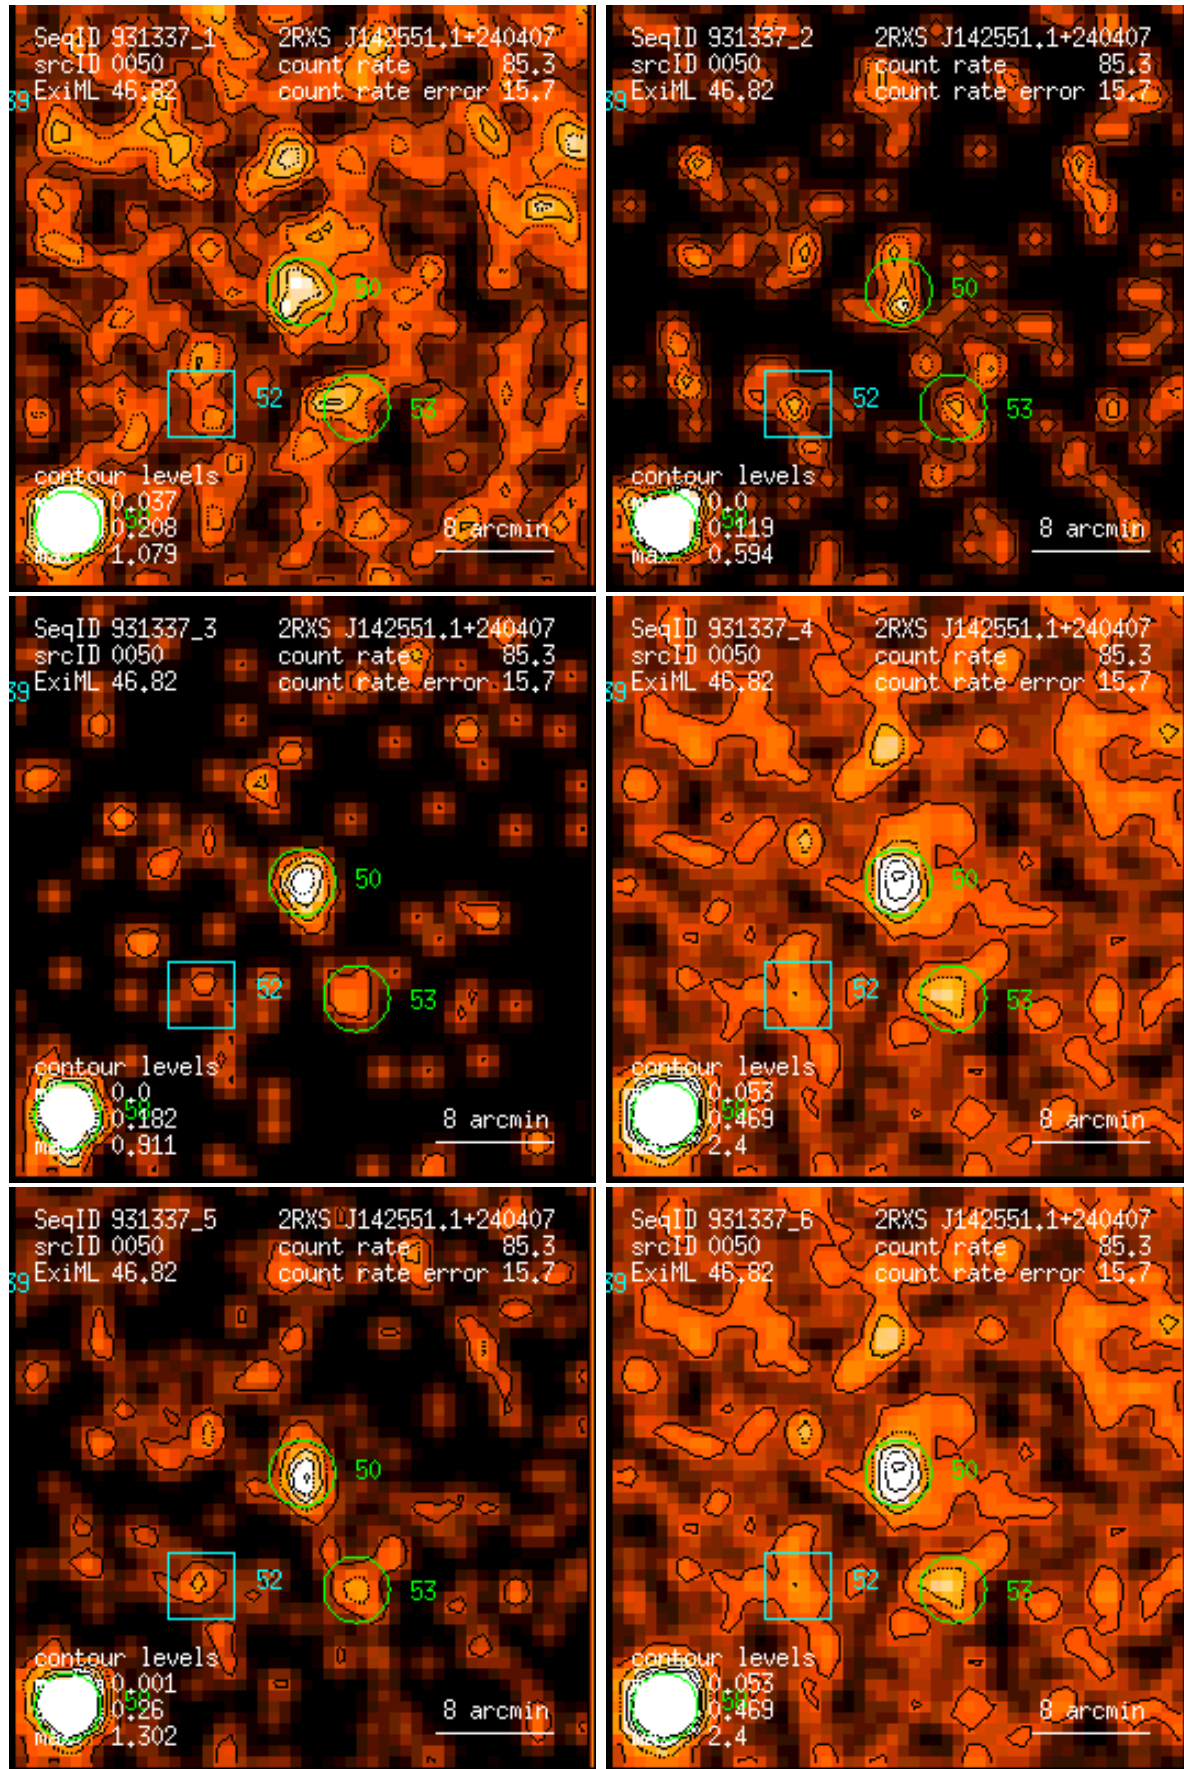 SeqID 931337_1 2RXS J142551.1+240407
srcID 0050 count rate 85.3
39 ExiML 46.82 count rate error 15.7
50
52
53
contour levels
0.037
0.208 8 arcmin
max 1.079
SeqID 931337_2 2RXS J142551.1+240407
srcID 0050 count rate 85.3
39 ExiML 46.82 count rate error 15.7
50
52
53
contour levels
0.0
0.119 8 arcmin
max 0.594
SeqID 931337_3 2RXS J142551.1+240407
srcID 0050 count rate 85.3
39 ExiML 46.82 count rate error 15.7
50
52
53
contour levels
0.0
0.182 8 arcmin
0.911
SeqID 931337_4 2RXS J142551.1+240407
srcID 0050 count rate 85.3
39 ExiML 46.82 count rate error 15.7
50
52
53
contour levels
0.053
0.469 8 arcmin
2.4
SeqID 931337_5 2RXS J142551.1+240407
srcID 0050 count rate 85.3
39 ExiML 46.82 count rate error 15.7
50
52
53
contour levels
0.001
0.26 8 arcmin
1.302
SeqID 931337_6 2RXS J142551.1+240407
srcID 0050 count rate 85.3
39 ExiML 46.82 count rate error 15.7
50
52
53
contour levels
0.053
0.469 8 arcmin
2.4